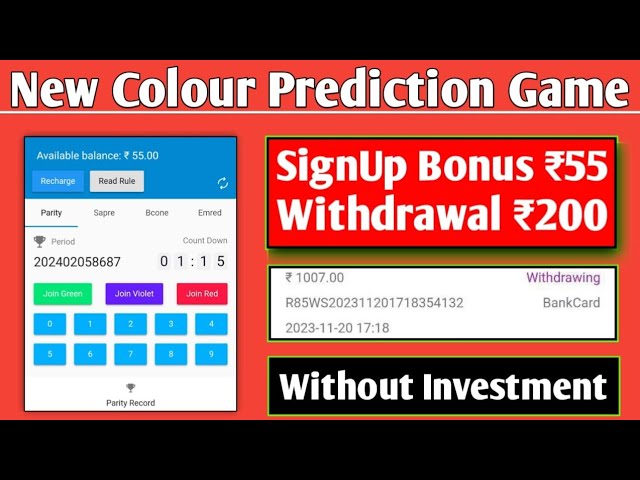 New Colour Prediction Game
Available balance: ₹ 55.00
Recharge
Read Rule
Parity Sapre Bcone Emred
Period
Count Down
202402058687
0 1 : 1 5
Join Green
Join Violet
Join Red
0 1 2 3 4
5 6 7 8 9
Parity Record
SignUp Bonus ₹55
Withdrawal ₹200
₹ 1007.00 Withdrawing
R85WS202311201718354132 BankCard
2023-11-20 17:18
Without Investment